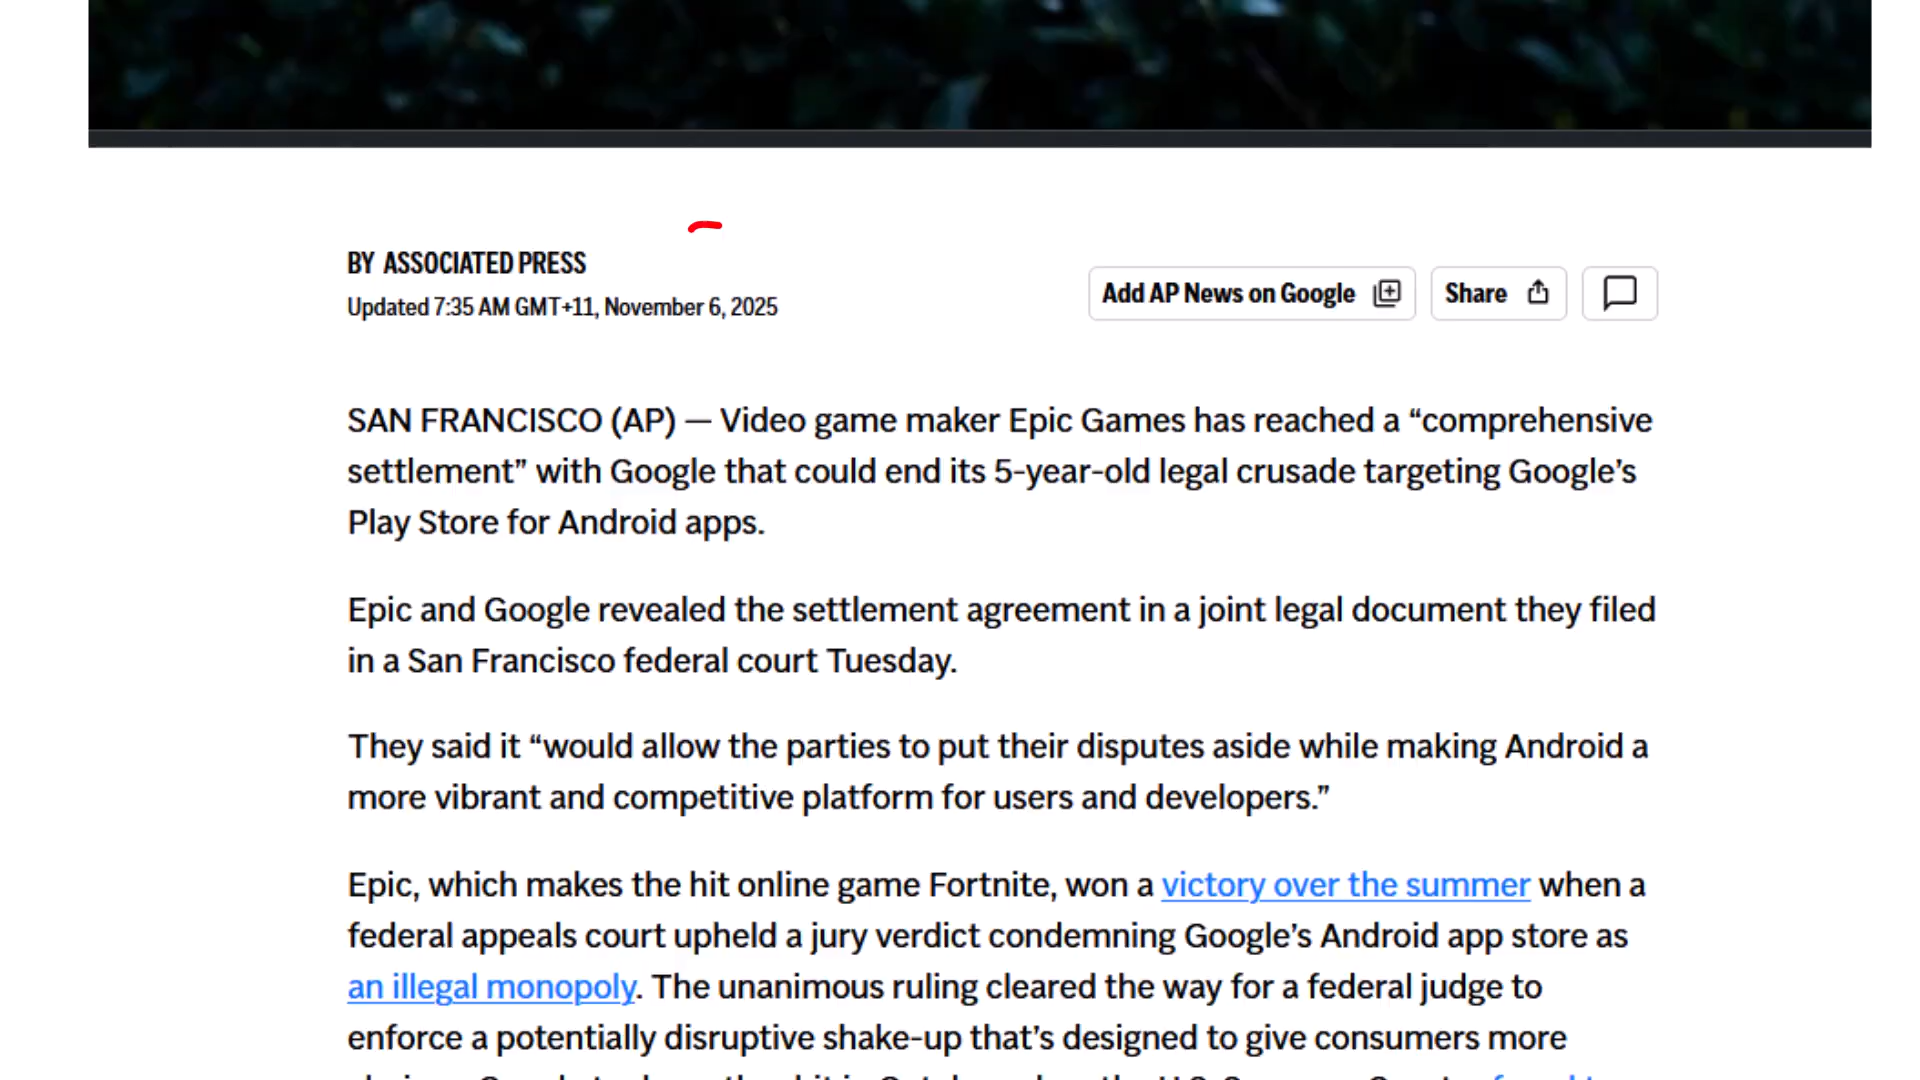 BY ASSOCIATED PRESS
Updated 7:35 AM GMT+11, November 6, 2025
Add AP News on Google
Share
SAN FRANCISCO (AP) — Video game maker Epic Games has reached a “comprehensive
settlement” with Google that could end its 5-year-old legal crusade targeting Google’s
Play Store for Android apps.
Epic and Google revealed the settlement agreement in a joint legal document they filed
in a San Francisco federal court Tuesday.
They said it “would allow the parties to put their disputes aside while making Android a
more vibrant and competitive platform for users and developers.”
Epic, which makes the hit online game Fortnite, won a victory over the summer when a
federal appeals court upheld a jury verdict condemning Google’s Android app store as
an illegal monopoly. The unanimous ruling cleared the way for a federal judge to
enforce a potentially disruptive shake-up that’s designed to give consumers more